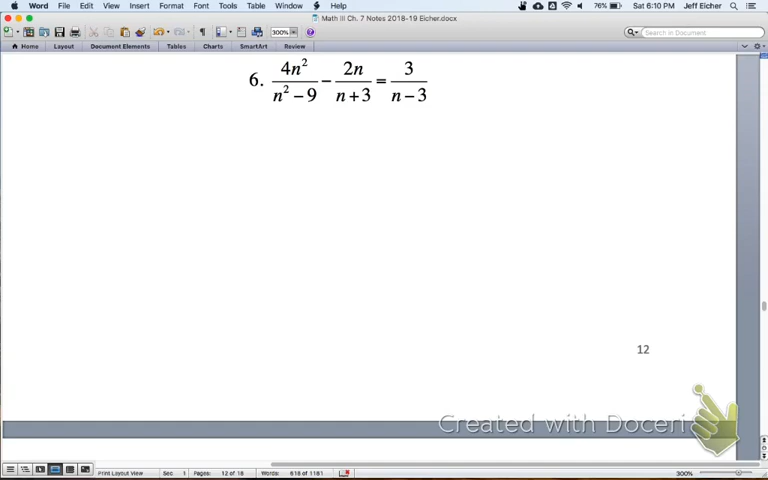 Word File Edit View Insert Format Font Tools Table Window Help 76% Sat 6:10 PM Jeff Eicher
Math III Ch. 7 Notes 2018-19 Eicher.docx
300% Search in Document
Home Layout Document Elements Tables Charts SmartArt Review
6. 4n²/(n² − 9) − 2n/(n + 3) = 3/(n − 3)
12
Created with Doceri
Print Layout View Sec 1 Pages: 12 of 18 Words: 618 of 1181 300%